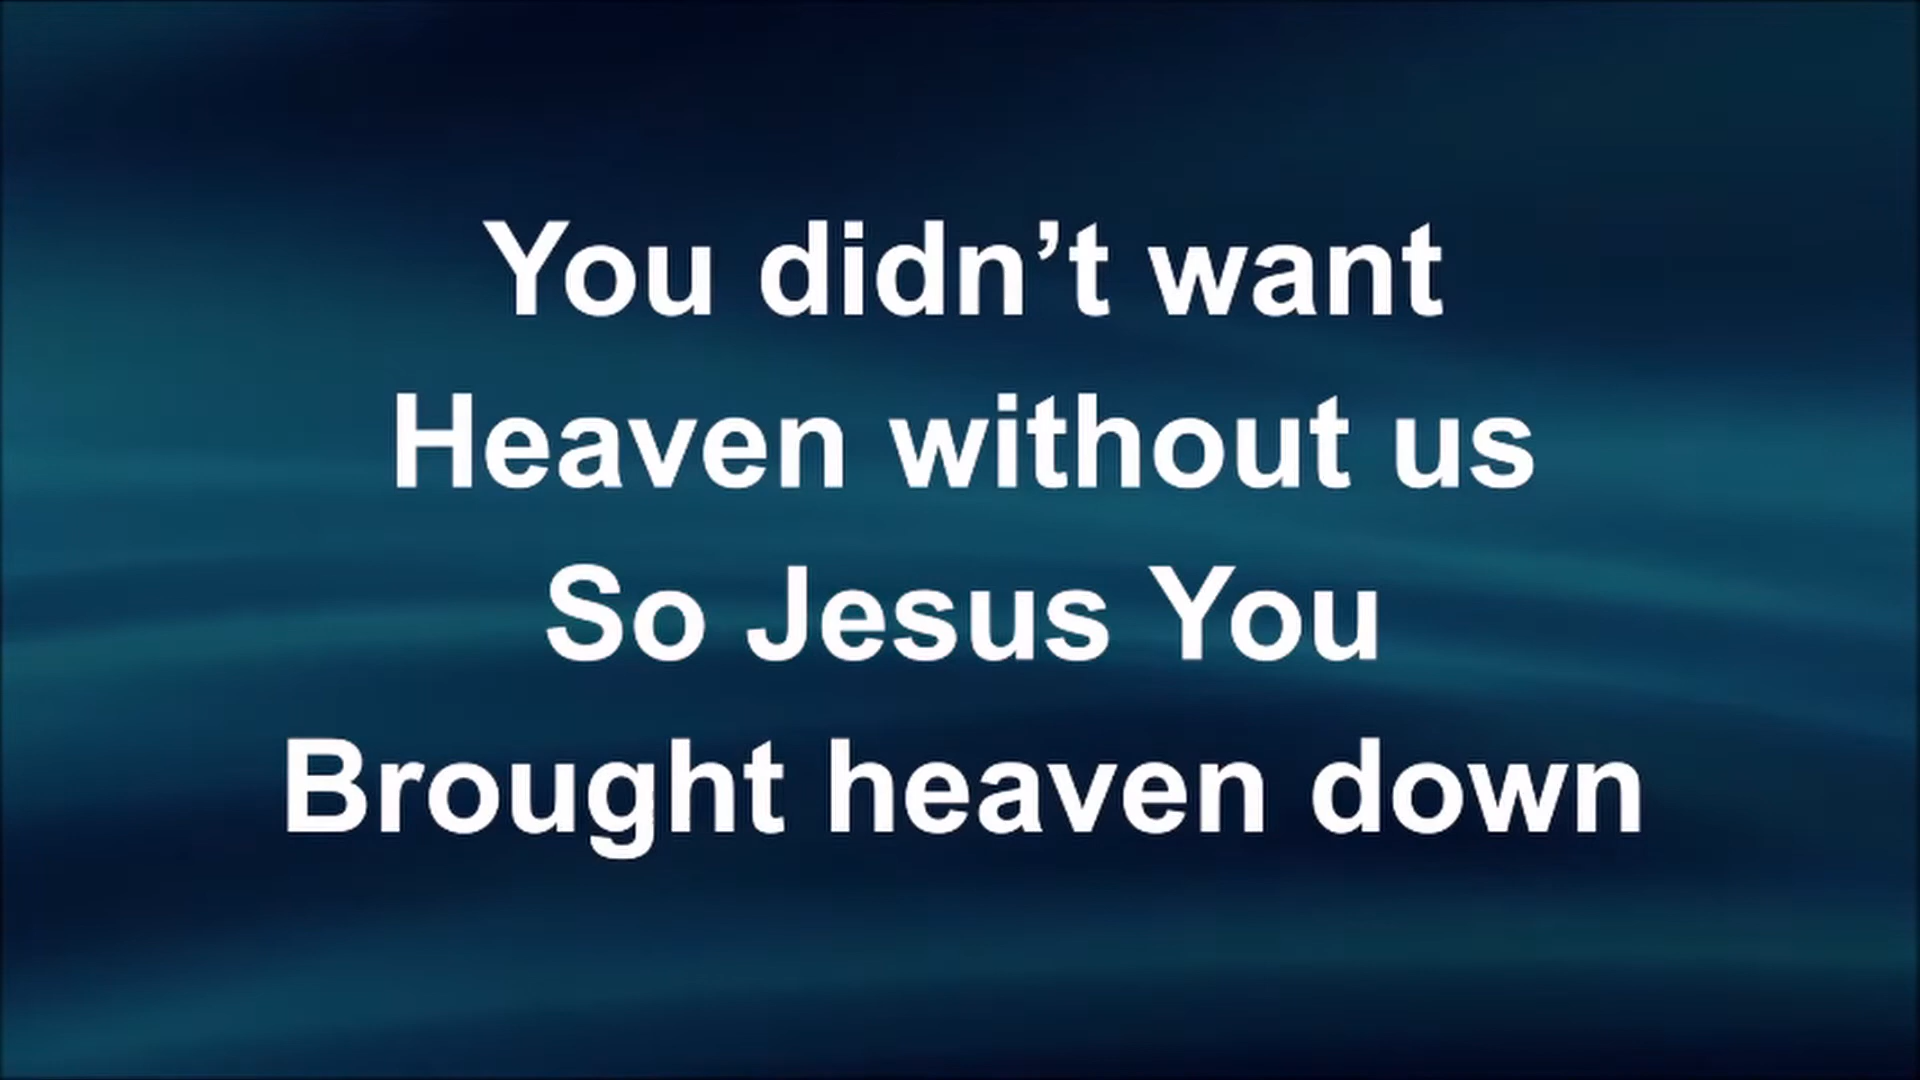 You didn’t want
Heaven without us
So Jesus You
Brought heaven down